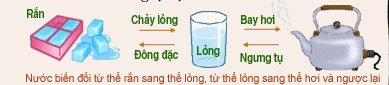 Rắn
Chảy lỏng
Bay hơi
Đông đặc
Lỏng
Ngưng tụ
Nước biến đổi từ thể rắn sang thể lỏng, từ thể lỏng sang thể hơi và ngược lại